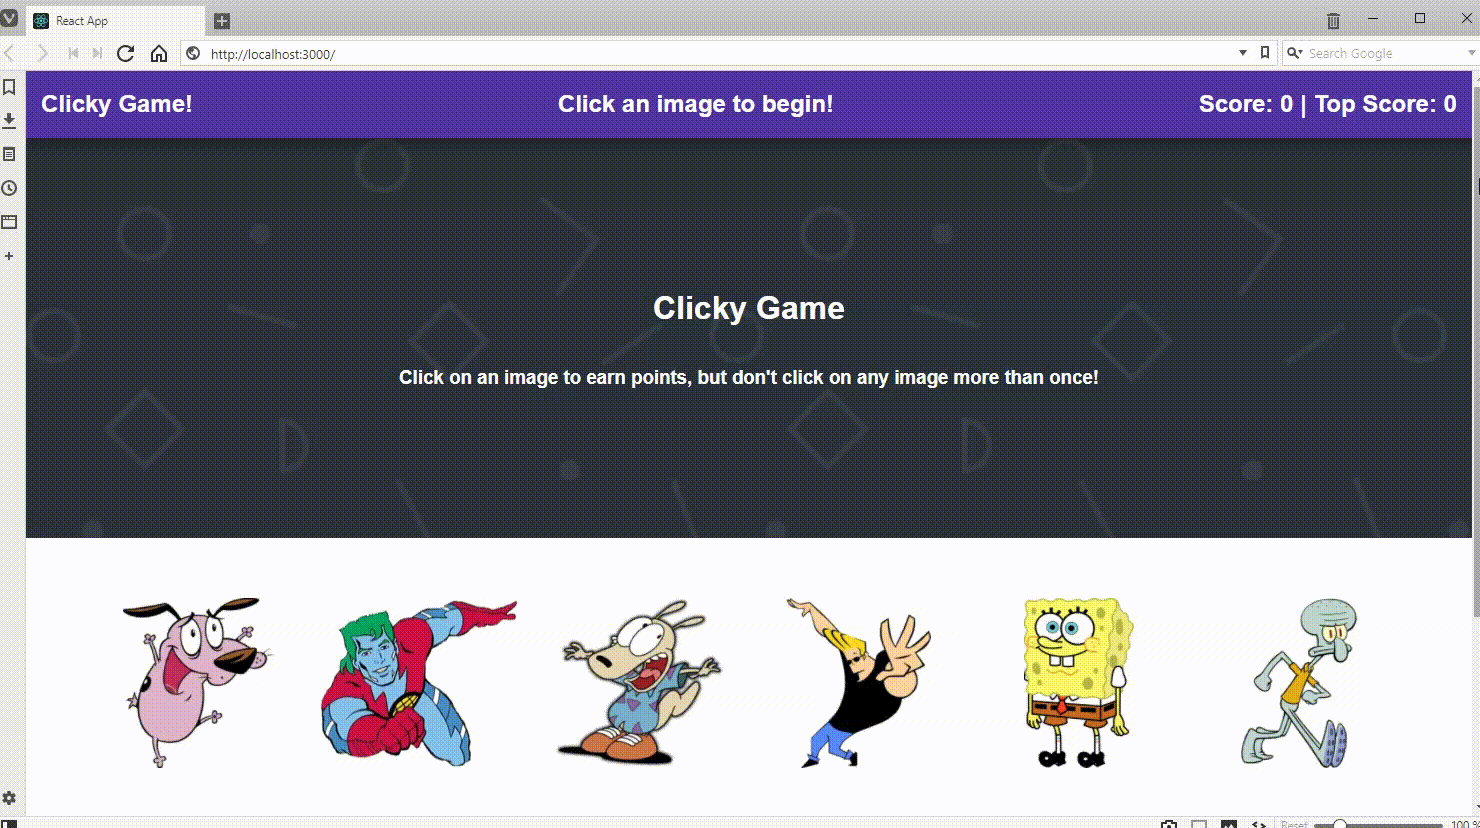 React App
http://localhost:3000/
Search Google
Clicky Game!
Click an image to begin!
Score: 0 | Top Score: 0
Clicky Game
Click on an image to earn points, but don't click on any image more than once!
Reset
100 %